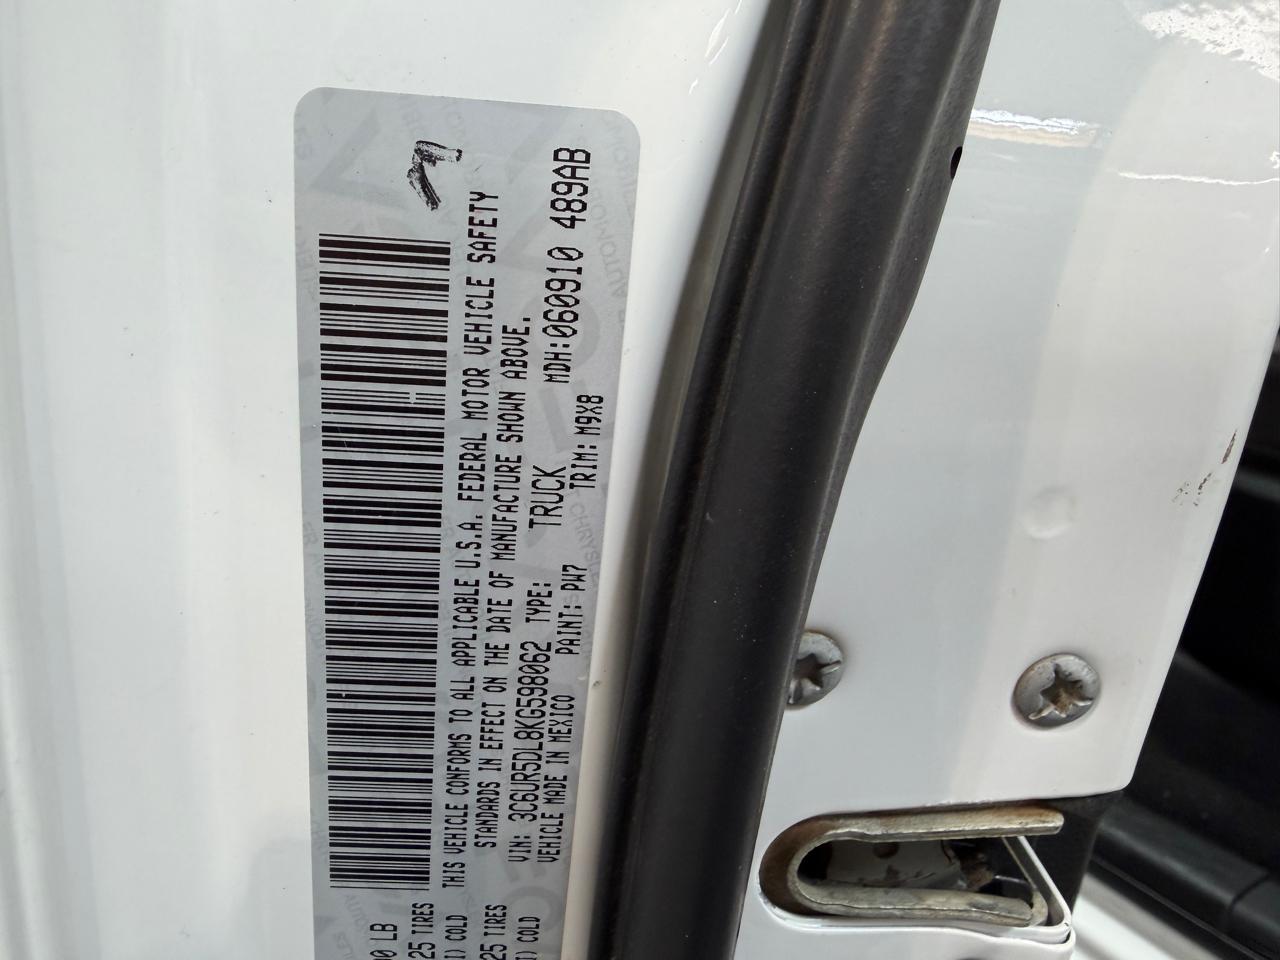 THIS VEHICLE CONFORMS TO ALL APPLICABLE U.S.A. FEDERAL MOTOR VEHICLE SAFETY
STANDARDS IN EFFECT ON THE DATE OF MANUFACTURE SHOWN ABOVE.
VIN: 3C6UR5DL8KG598062 TYPE: TRUCK MDH:060910 489AB
VEHICLE MADE IN MEXICO PAINT: PW7 TRIM: M9X8
LB
25 TIRES
COLD
25 TIRES
COLD